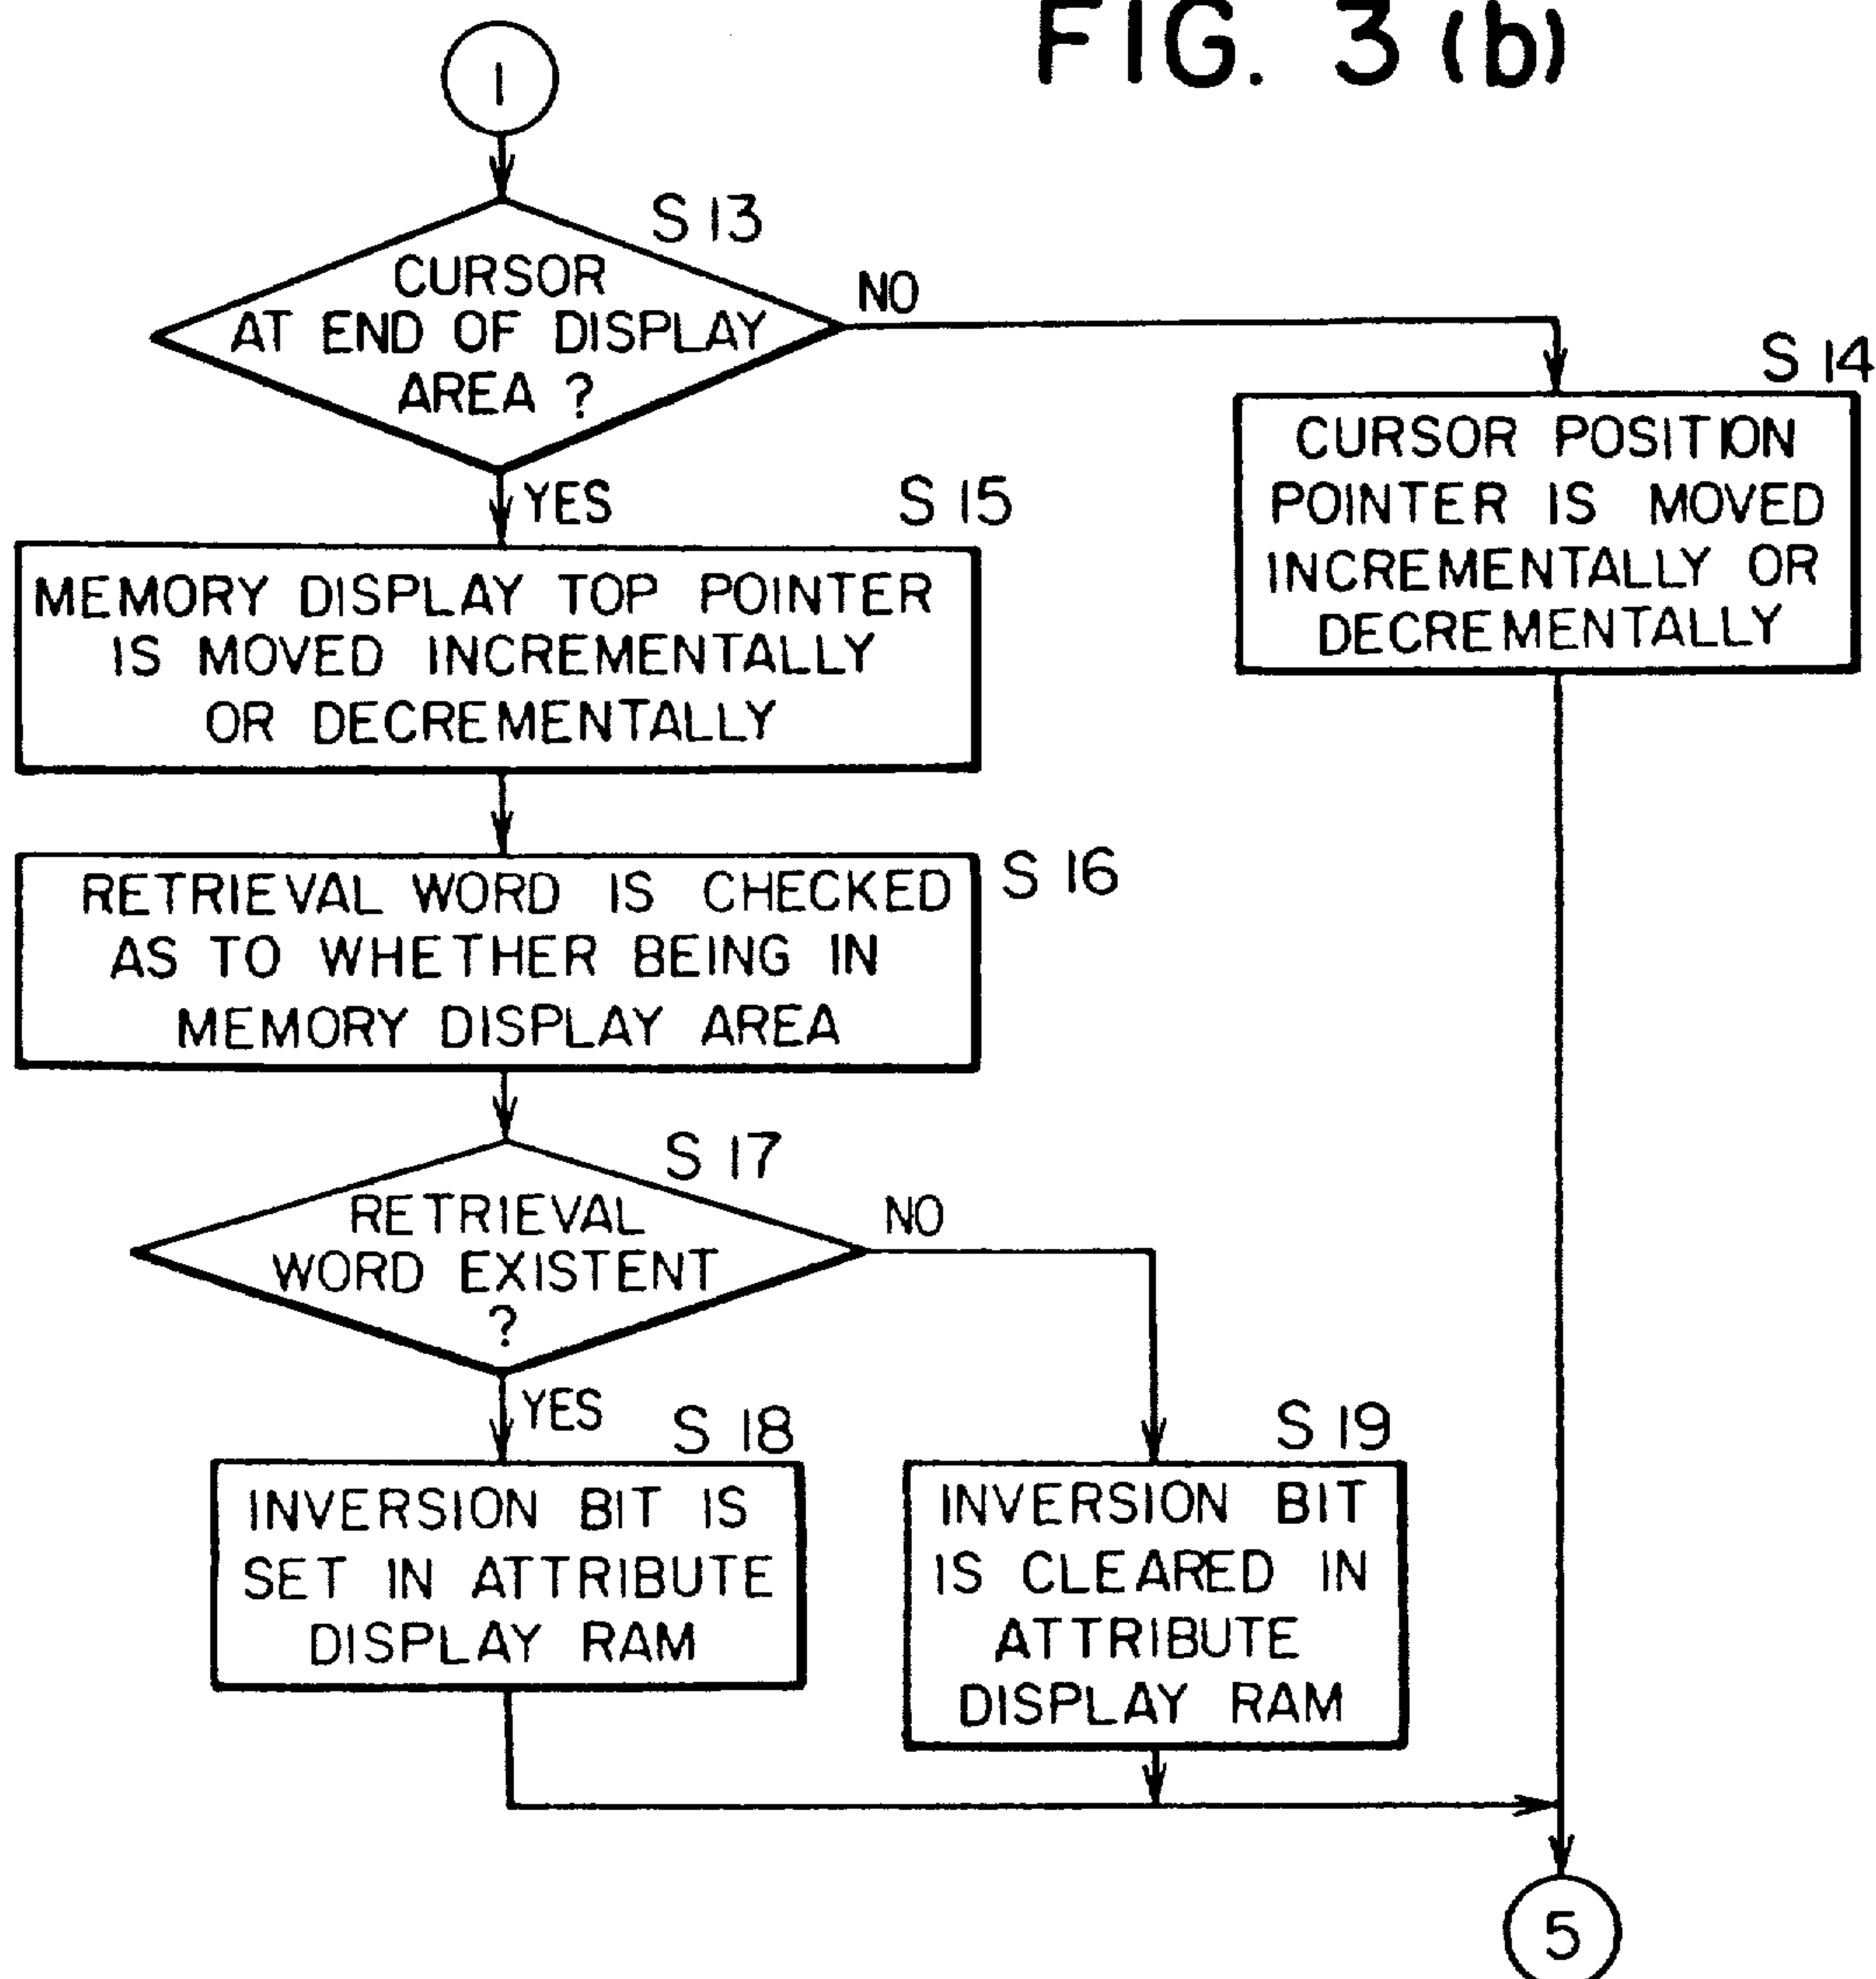 FIG. 3 (b)
1
S 13
CURSOR
AT END OF DISPLAY
AREA ?
NO
YES
S 14
CURSOR POSITION
POINTER IS MOVED
INCREMENTALLY OR
DECREMENTALLY
S 15
MEMORY DISPLAY TOP POINTER
IS MOVED INCREMENTALLY
OR DECREMENTALLY
S 16
RETRIEVAL WORD IS CHECKED
AS TO WHETHER BEING IN
MEMORY DISPLAY AREA
S 17
RETRIEVAL
WORD EXISTENT
?
NO
YES
S 18
INVERSION BIT IS
SET IN ATTRIBUTE
DISPLAY RAM
S 19
INVERSION BIT
IS CLEARED IN
ATTRIBUTE
DISPLAY RAM
5